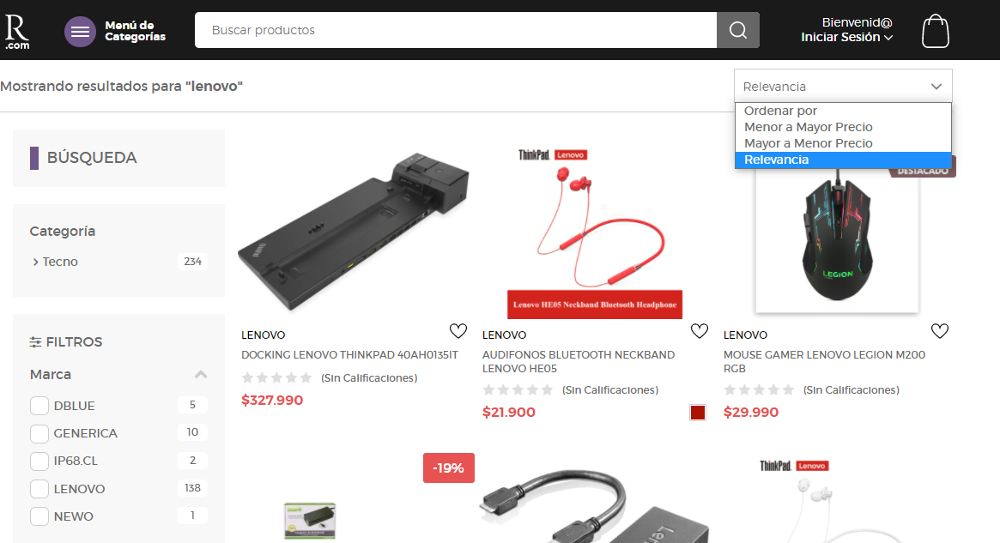 R
.com
Menú de
Categorías
Buscar productos
Bienvenid@
Iniciar Sesión
Mostrando resultados para "lenovo"
Relevancia
Ordenar por
Menor a Mayor Precio
Mayor a Menor Precio
Relevancia
BÚSQUEDA
Categoría
Tecno 234
FILTROS
Marca
DBLUE 5
GENERICA 10
IP68.CL 2
LENOVO 138
NEWO 1
LENOVO
DOCKING LENOVO THINKPAD 40AH0135IT
(Sin Calificaciones)
$327.990
ThinkPad Lenovo
Lenovo HE05 Neckband Bluetooth Headphone
LENOVO
AUDIFONOS BLUETOOTH NECKBAND
LENOVO HE05
(Sin Calificaciones)
$21.900
DESTACADO
LEGION
LENOVO
MOUSE GAMER LENOVO LEGION M200
RGB
(Sin Calificaciones)
$29.990
-19%
Lenovo
ThinkPad Lenovo